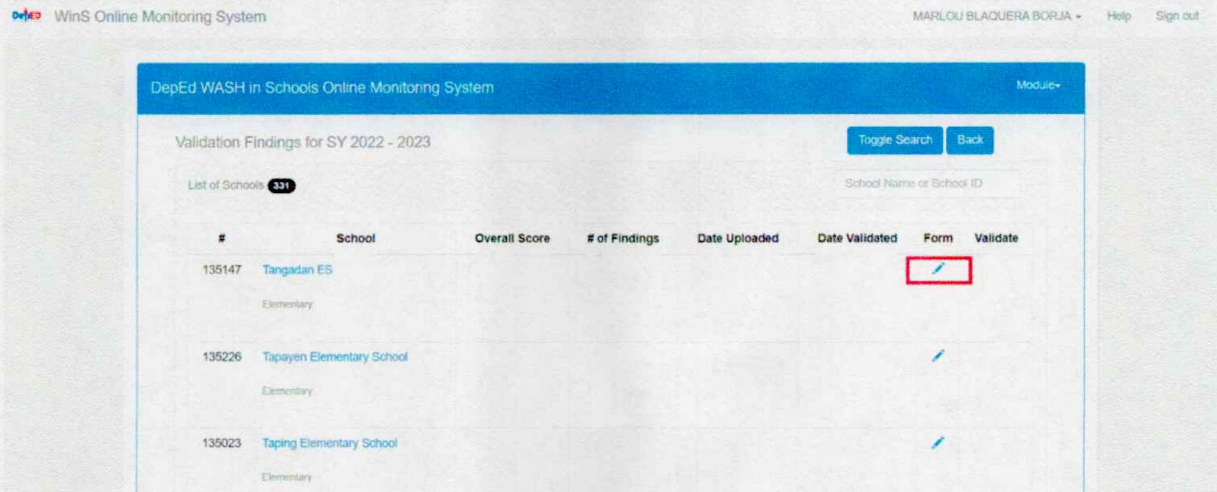 DepED WinS Online Monitoring System MARLOU BLAQUERA BORJA Help Sign out
DepEd WASH in Schools Online Monitoring System Module
Validation Findings for SY 2022 - 2023 Toggle Search Back
List of Schools 331 School Name or School ID
# School Overall Score # of Findings Date Uploaded Date Validated Form Validate
135147 Tangadan ES
Elementary
135226 Tapayen Elementary School
Elementary
135023 Taping Elementary School
Elementary